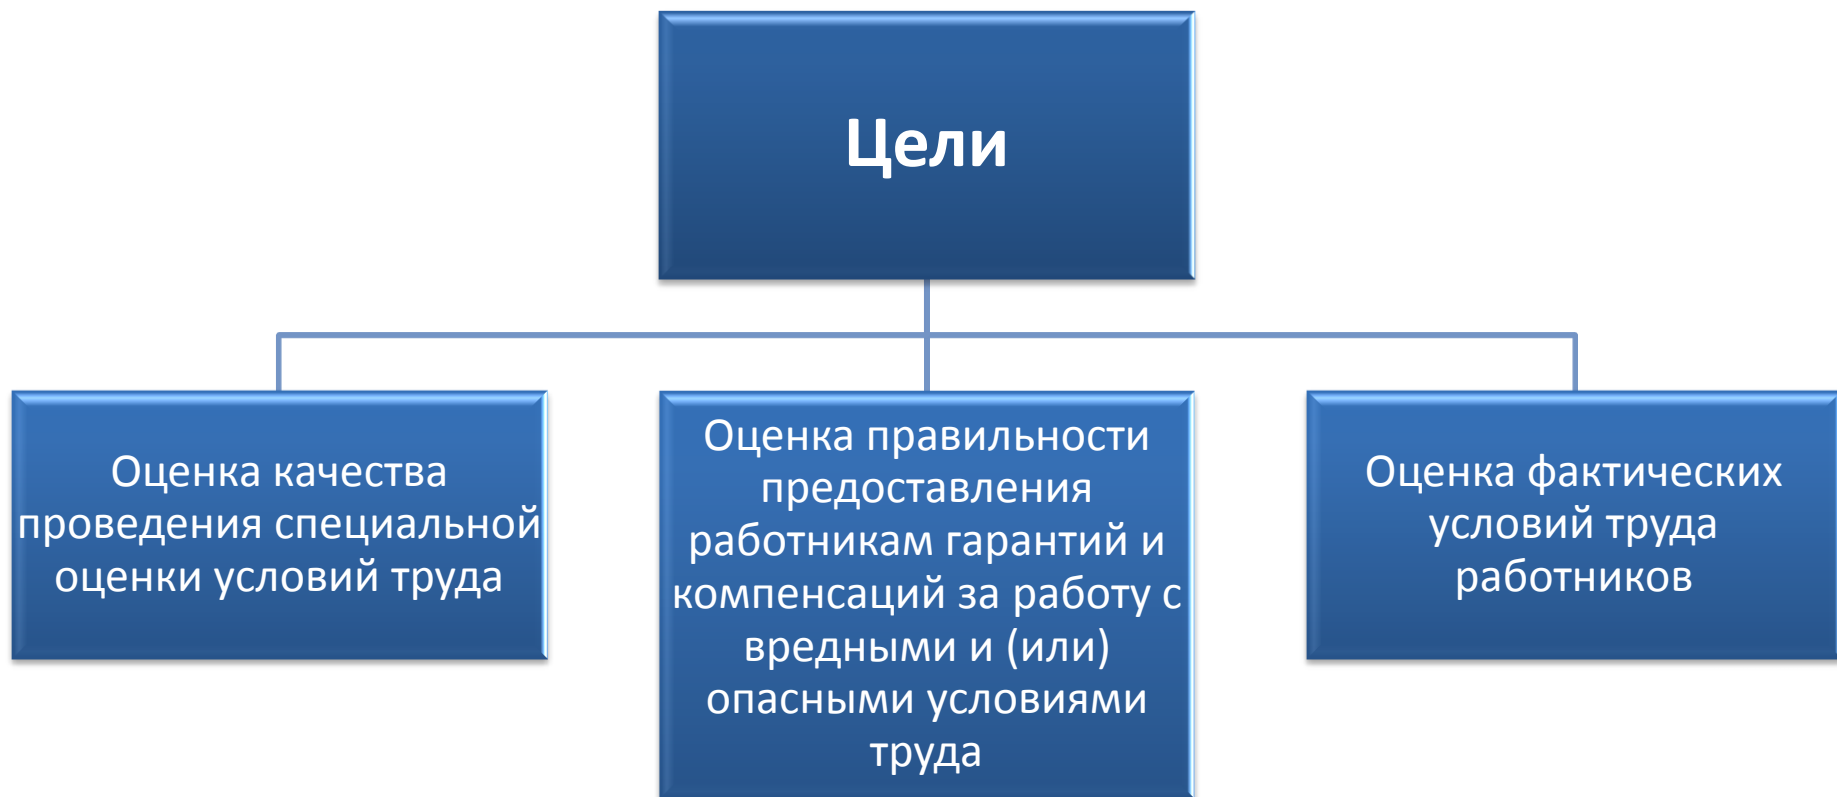 Цели
Оценка качества
проведения специальной
оценки условий труда
Оценка правильности
предоставления
работникам гарантий и
компенсаций за работу с
вредными и (или)
опасными условиями
труда
Оценка фактических
условий труда
работников